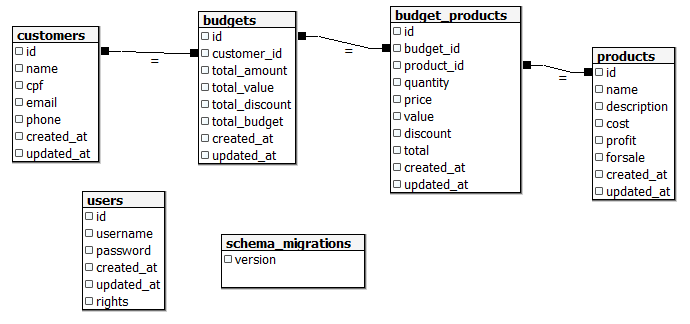 customers
id
name
cpf
email
phone
created_at
updated_at
=
budgets
id
customer_id
total_amount
total_value
total_discount
total_budget
created_at
updated_at
=
budget_products
id
budget_id
product_id
quantity
price
value
discount
total
created_at
updated_at
=
products
id
name
description
cost
profit
forsale
created_at
updated_at
users
id
username
password
created_at
updated_at
rights
schema_migrations
version